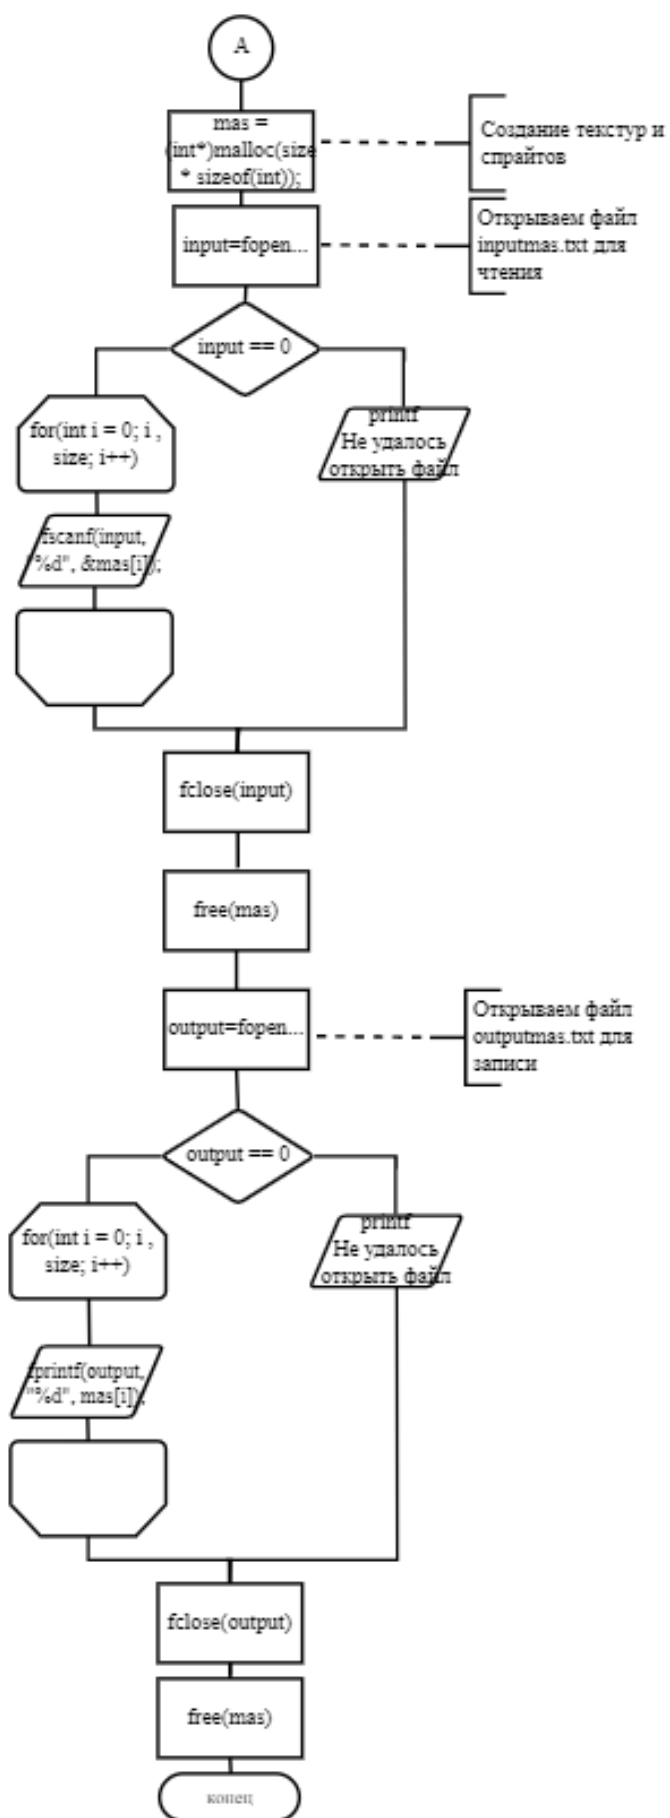 A
mas =
(int*)malloc(size
* sizeof(int));
Создание текстур и
спрайтов
input=fopen...
Открываем файл
inputmas.txt для
чтения
input == 0
for(int i = 0; i ,
size; i++)
printf
Не удалось
открыть файл
fscanf(input,
"%d", &mas[i]);
fclose(input)
free(mas)
output=fopen...
Открываем файл
outputmas.txt для
записи
output == 0
for(int i = 0; i ,
size; i++)
printf
Не удалось
открыть файл
fprintf(output,
"%d", mas[i]);
fclose(output)
free(mas)
конец